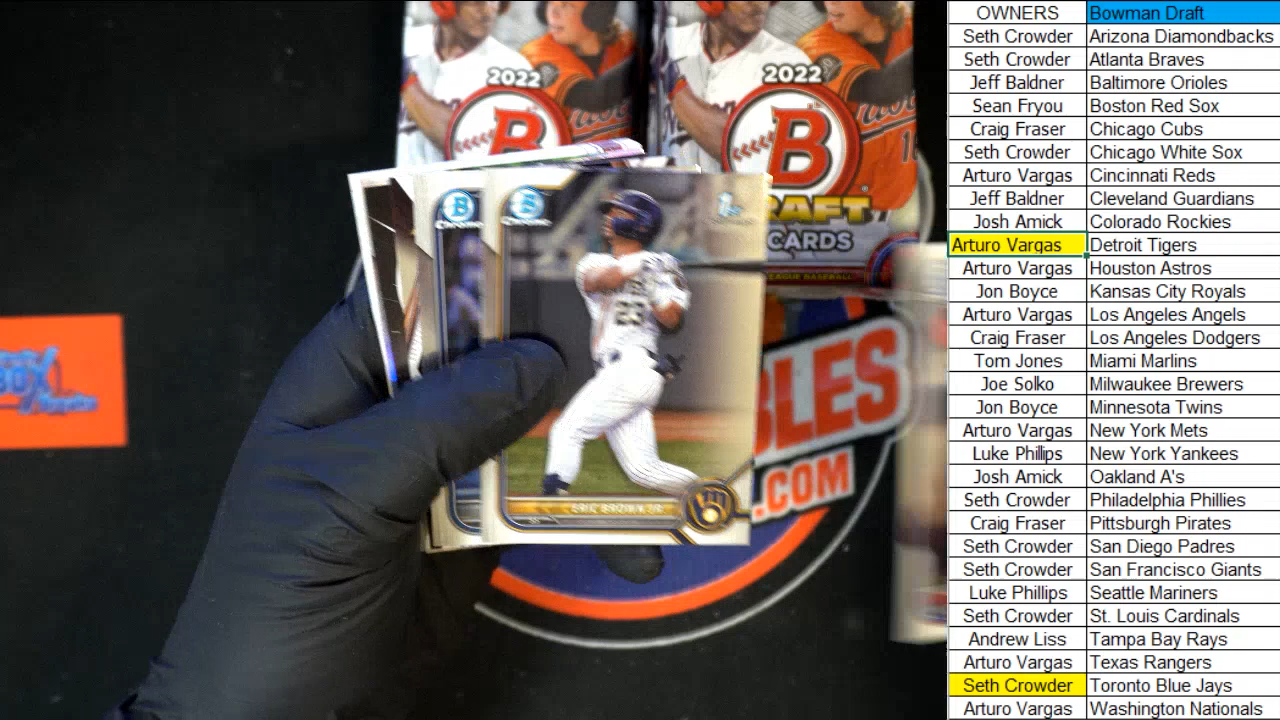 2022
2022
B
B
RAFT
CARDS
LEAGUE BASEBALL
BOX
B
Chrome
B
Chrome
1st
23
ERIC BROWN JR.
BLES
.COM
OWNERS Bowman Draft
Seth Crowder Arizona Diamondbacks
Seth Crowder Atlanta Braves
Jeff Baldner Baltimore Orioles
Sean Fryou Boston Red Sox
Craig Fraser Chicago Cubs
Seth Crowder Chicago White Sox
Arturo Vargas Cincinnati Reds
Jeff Baldner Cleveland Guardians
Josh Amick Colorado Rockies
Arturo Vargas Detroit Tigers
Arturo Vargas Houston Astros
Jon Boyce Kansas City Royals
Arturo Vargas Los Angeles Angels
Craig Fraser Los Angeles Dodgers
Tom Jones Miami Marlins
Joe Solko Milwaukee Brewers
Jon Boyce Minnesota Twins
Arturo Vargas New York Mets
Luke Phillips New York Yankees
Josh Amick Oakland A's
Seth Crowder Philadelphia Phillies
Craig Fraser Pittsburgh Pirates
Seth Crowder San Diego Padres
Seth Crowder San Francisco Giants
Luke Phillips Seattle Mariners
Seth Crowder St. Louis Cardinals
Andrew Liss Tampa Bay Rays
Arturo Vargas Texas Rangers
Seth Crowder Toronto Blue Jays
Arturo Vargas Washington Nationals